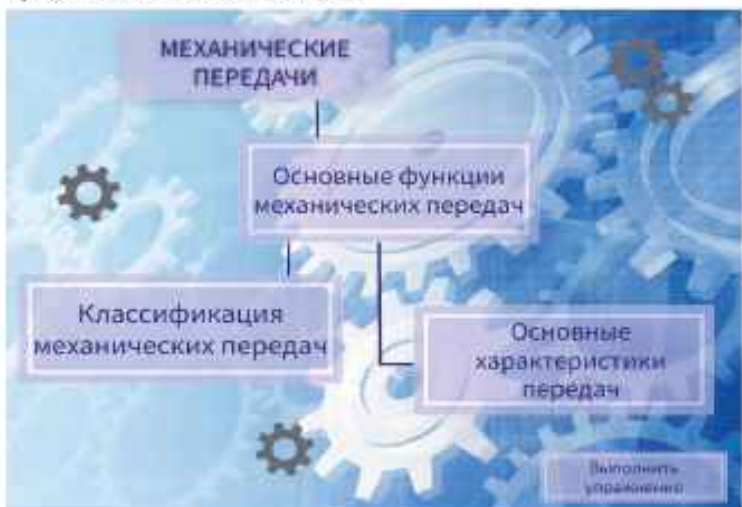 МЕХАНИЧЕСКИЕ
ПЕРЕДАЧИ
Основные функции
механических передач
Классификация
механических передач
Основные
характеристики
передач
Выполнить
упражнение